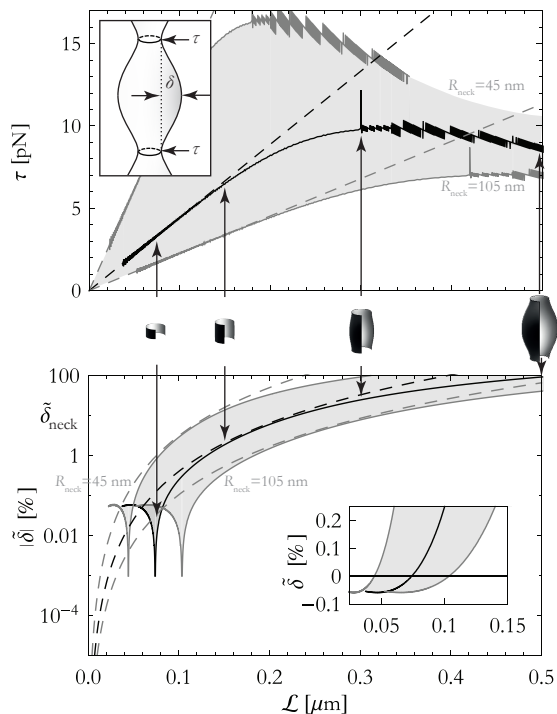 15
10
5
0
τ [pN]
τ
δ
τ
R_neck=45 nm
R_neck=105 nm
100
δ̃_neck
1
0.01
10⁻⁴
|δ̃| [%]
R_neck=45 nm
R_neck=105 nm
δ̃ [%]
0.2
0
−0.1
0.05
0.1
0.15
0.0
0.1
0.2
0.3
0.4
0.5
ℒ [μm]